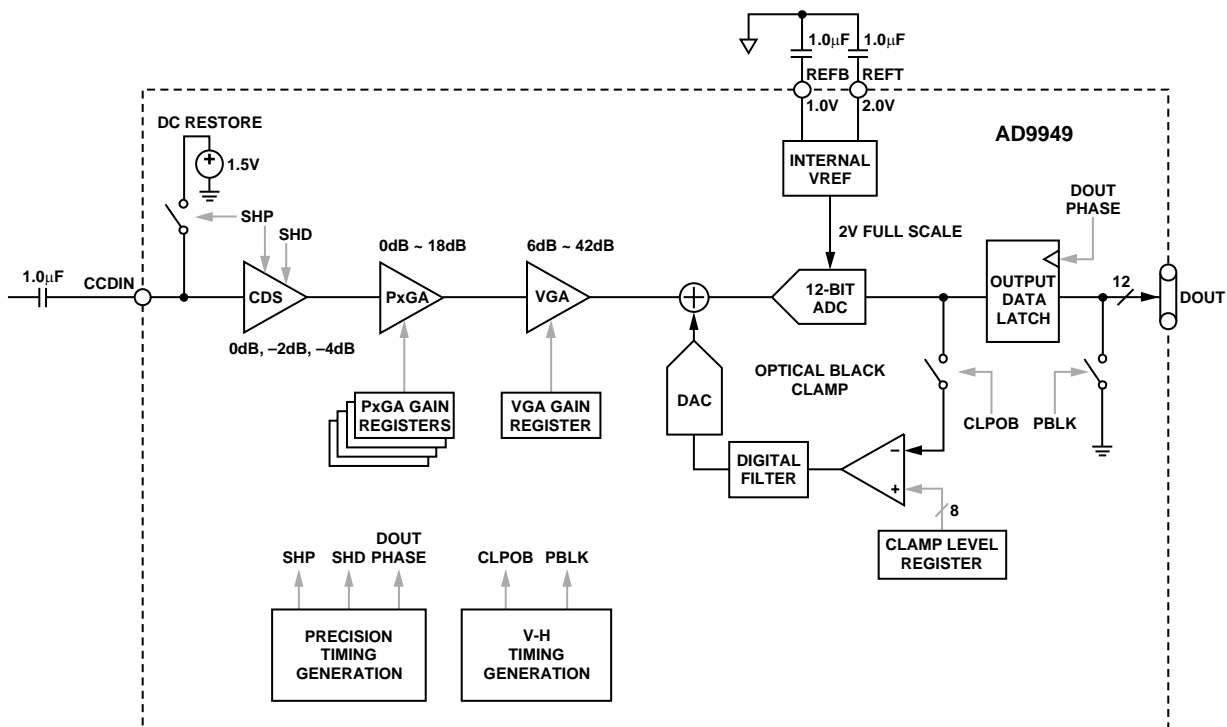 1.0μF
1.0μF
REFB
REFT
1.0V
2.0V
DC RESTORE
AD9949
+
1.5V
INTERNAL
VREF
DOUT
PHASE
SHP
SHD
0dB ~ 18dB
6dB ~ 42dB
2V FULL SCALE
1.0μF
CCDIN
CDS
PxGA
VGA
+
12-BIT
ADC
OUTPUT
DATA
LATCH
12
DOUT
0dB, –2dB, –4dB
OPTICAL BLACK
CLAMP
DAC
PxGA GAIN
REGISTERS
VGA GAIN
REGISTER
CLPOB
PBLK
DIGITAL
FILTER
–
+
8
CLAMP LEVEL
REGISTER
SHP
SHD
DOUT
PHASE
CLPOB
PBLK
PRECISION
TIMING
GENERATION
V-H
TIMING
GENERATION